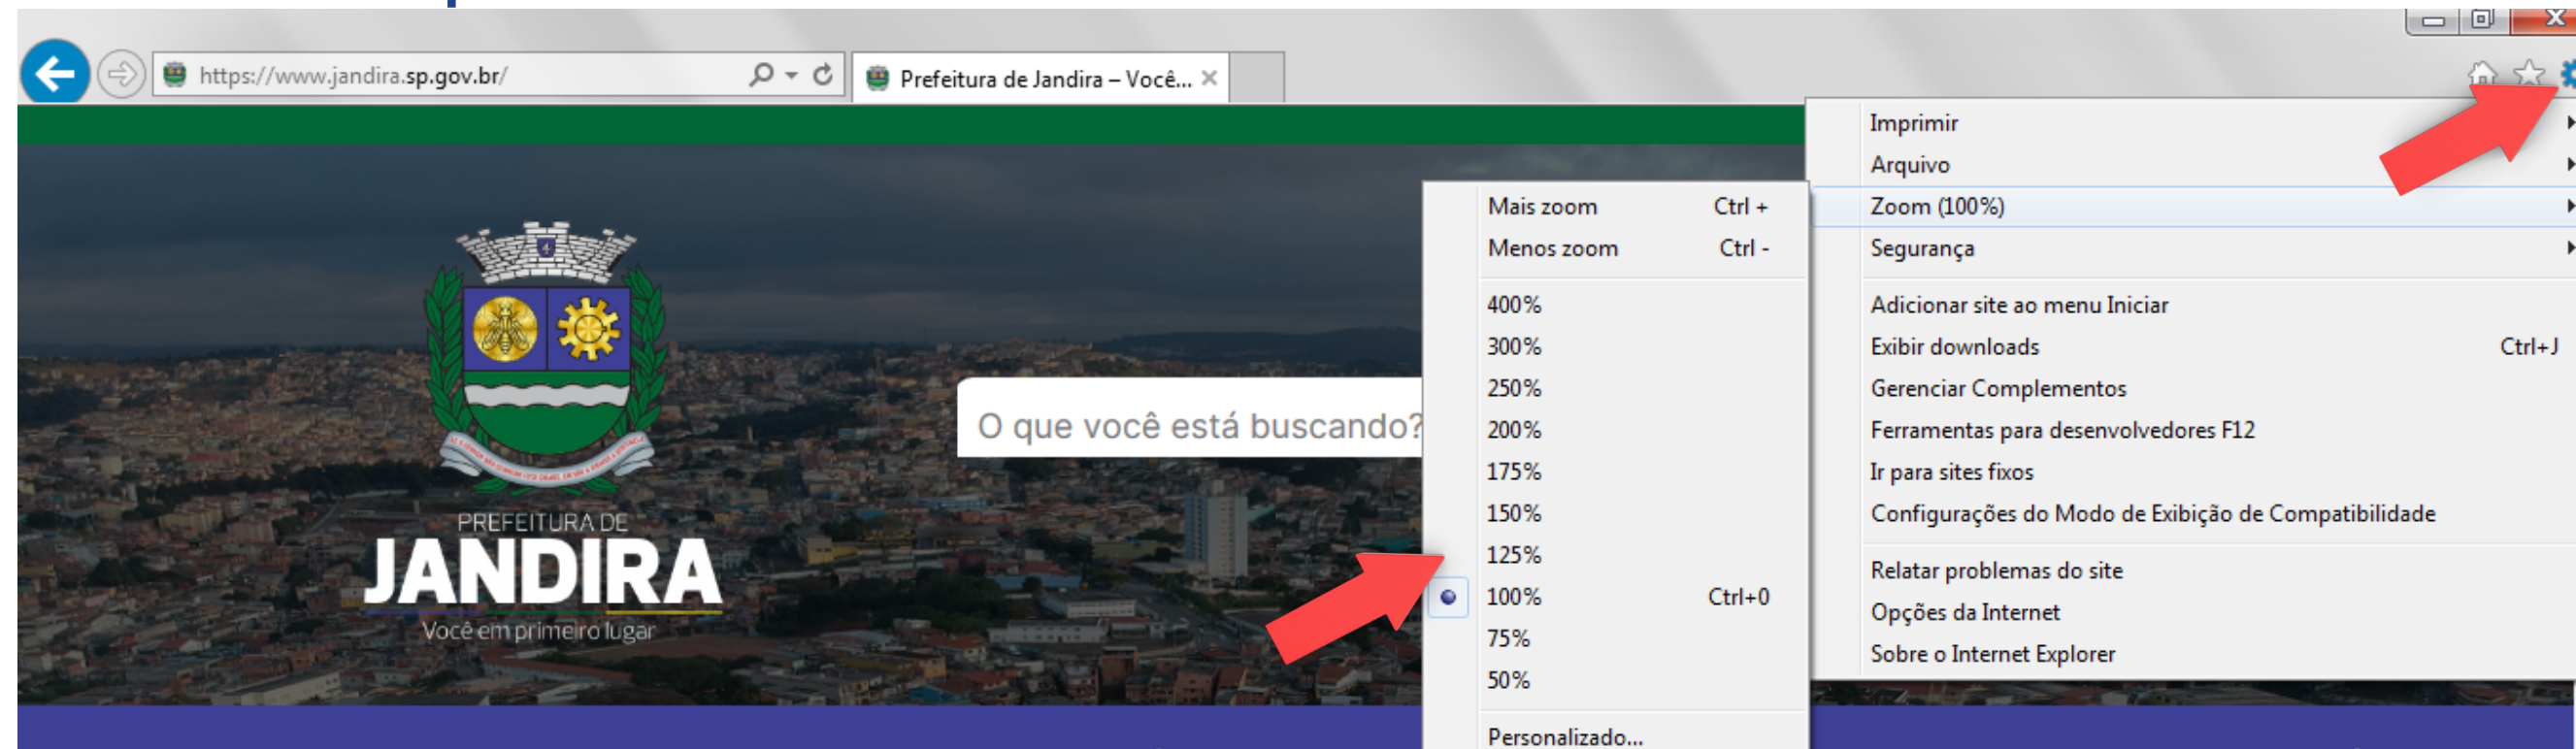 https://www.jandira.sp.gov.br/
Prefeitura de Jandira – Você...
Imprimir
Arquivo
Zoom (100%)
Segurança
Adicionar site ao menu Iniciar
Exibir downloads Ctrl+J
Gerenciar Complementos
Ferramentas para desenvolvedores F12
Ir para sites fixos
Configurações do Modo de Exibição de Compatibilidade
Relatar problemas do site
Opções da Internet
Sobre o Internet Explorer
Mais zoom Ctrl +
Menos zoom Ctrl -
400%
300%
250%
200%
175%
150%
125%
100% Ctrl+0
75%
50%
Personalizado...
O que você está buscando?
4
PREFEITURA DE
JANDIRA
Você em primeiro lugar